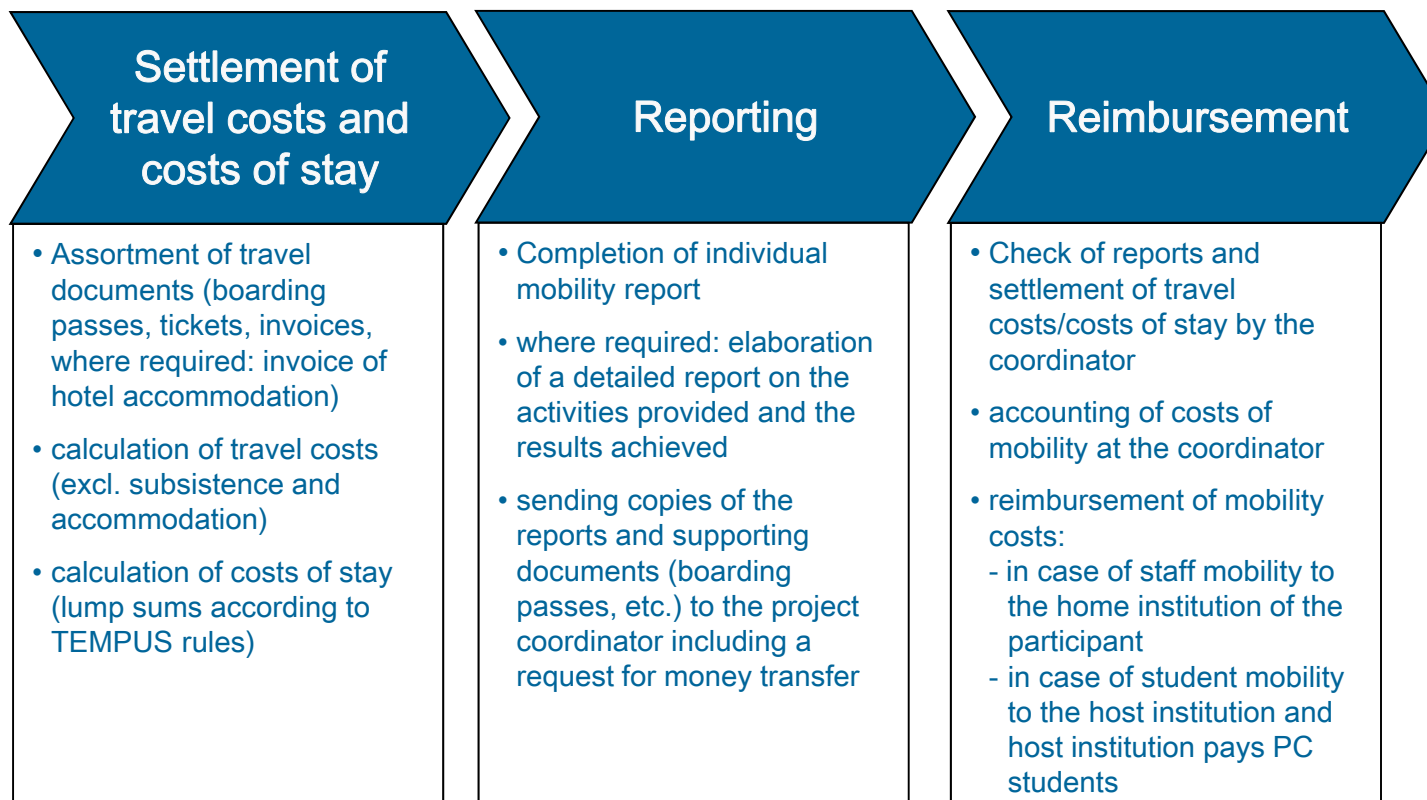 Settlement of
travel costs and
costs of stay
• Assortment of travel
documents (boarding
passes, tickets, invoices,
where required: invoice of
hotel accommodation)
• calculation of travel costs
(excl. subsistence and
accommodation)
• calculation of costs of stay
(lump sums according to
TEMPUS rules)
Reporting
• Completion of individual
mobility report
• where required: elaboration
of a detailed report on the
activities provided and the
results achieved
• sending copies of the
reports and supporting
documents (boarding
passes, etc.) to the project
coordinator including a
request for money transfer
Reimbursement
• Check of reports and
settlement of travel
costs/costs of stay by the
coordinator
• accounting of costs of
mobility at the coordinator
• reimbursement of mobility
costs:
- in case of staff mobility to
the home institution of the
participant
- in case of student mobility
to the host institution and
host institution pays PC
students